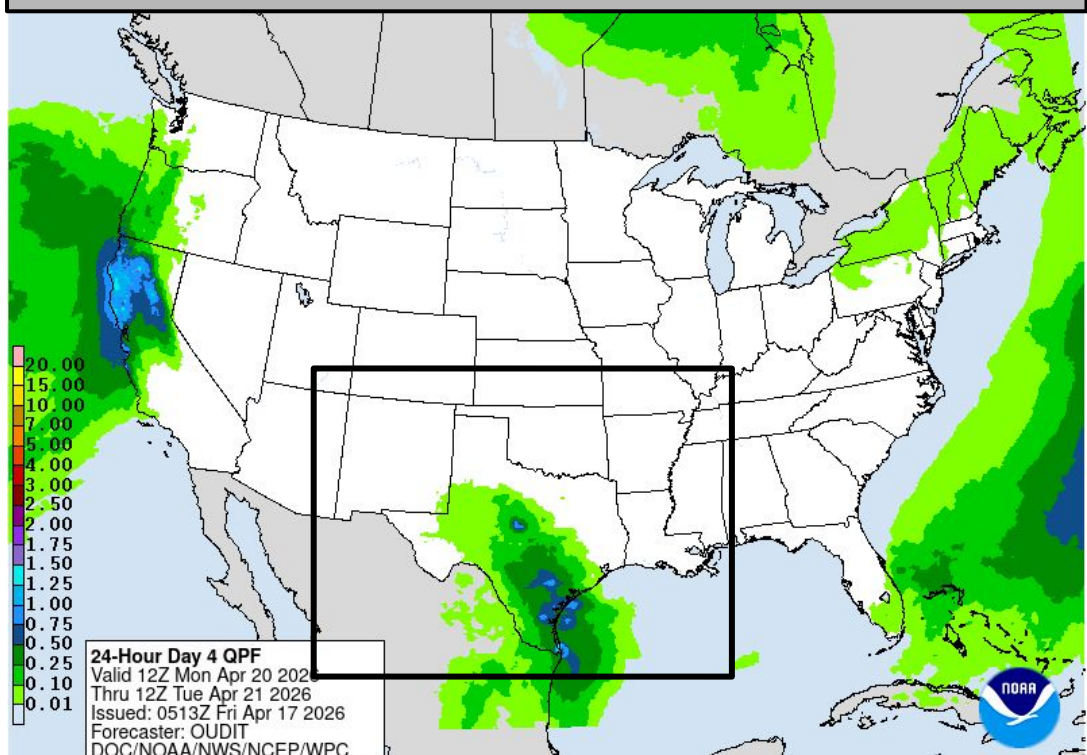 20.00
15.00
10.00
7.00
5.00
4.00
3.00
2.50
2.00
1.75
1.50
1.25
1.00
0.75
0.50
0.25
0.10
0.01
24-Hour Day 4 QPF
Valid 12Z Mon Apr 20 2026
Thru 12Z Tue Apr 21 2026
Issued: 0513Z Fri Apr 17 2026
Forecaster: OUDIT
DOC/NOAA/NWS/NCEP/WPC
NOAA